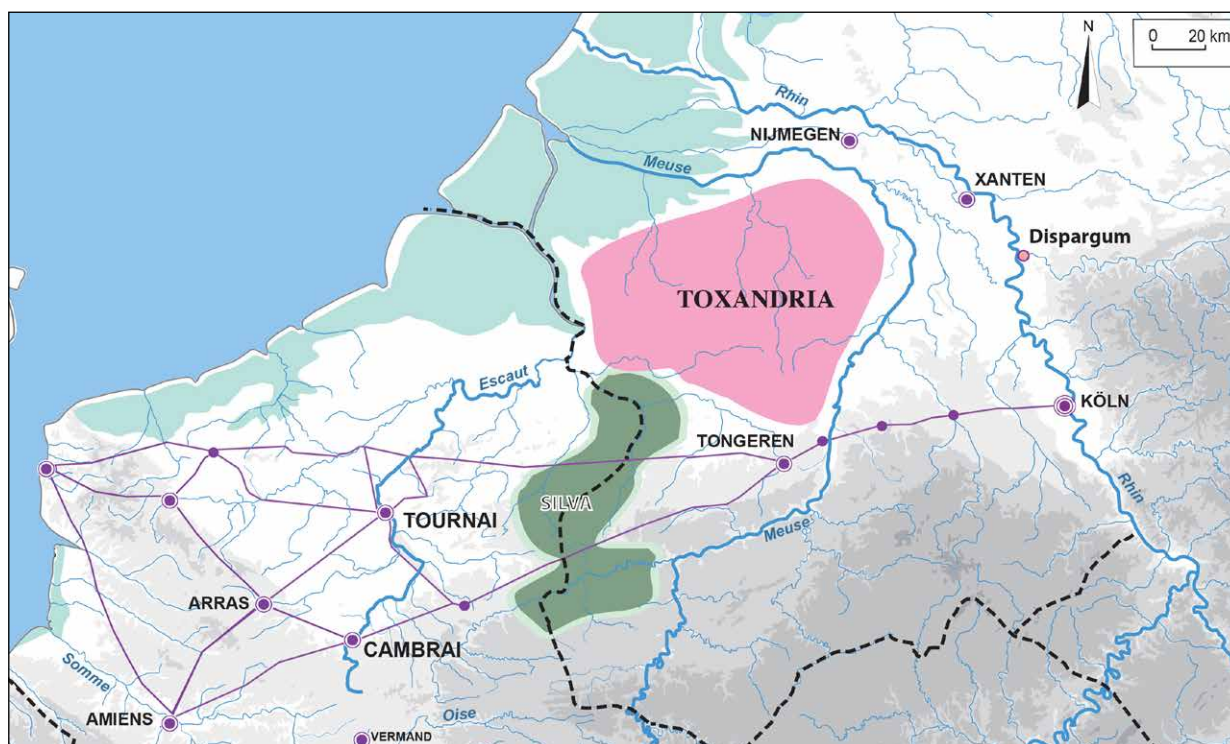 N
0 20 km
Rhin
NIJMEGEN
Meuse
XANTEN
Dispargum
TOXANDRIA
Escaut
KÖLN
TONGEREN
SILVA
TOURNAI
Rhin
Meuse
ARRAS
CAMBRAI
Somme
AMIENS
Oise
VERMAND